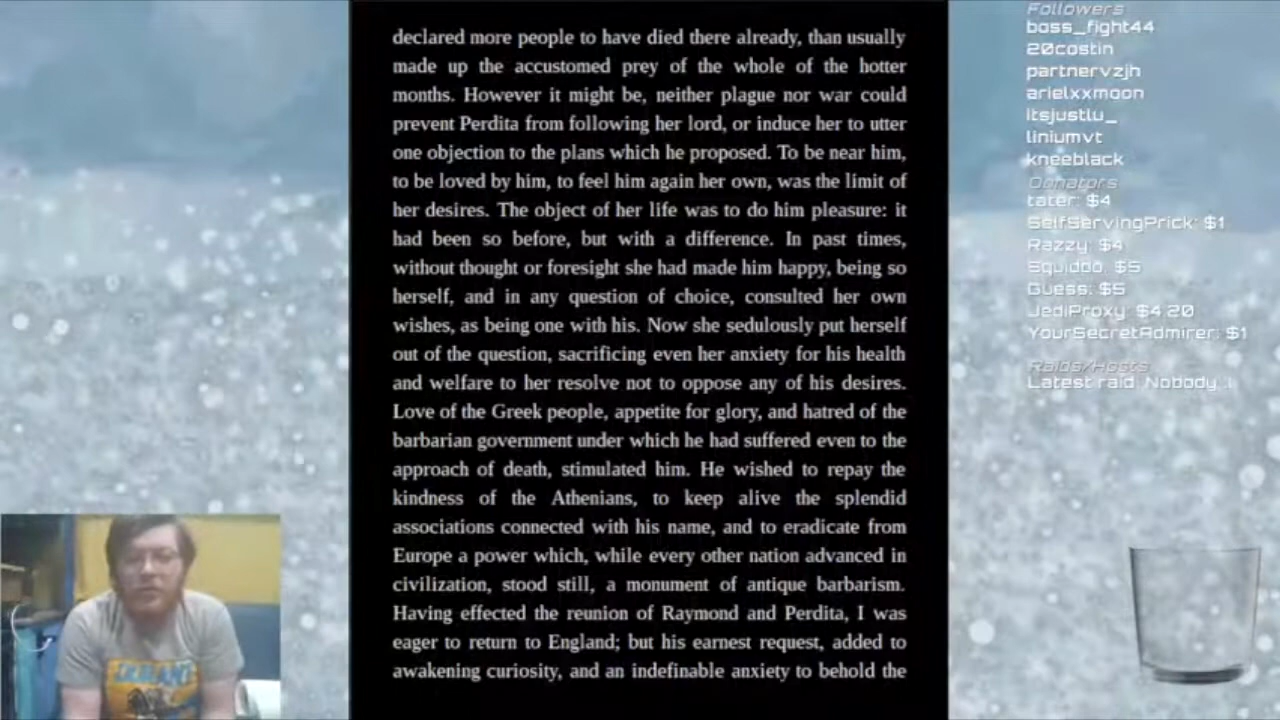 declared more people to have died there already, than usually
made up the accustomed prey of the whole of the hotter
months. However it might be, neither plague nor war could
prevent Perdita from following her lord, or induce her to utter
one objection to the plans which he proposed. To be near him,
to be loved by him, to feel him again her own, was the limit of
her desires. The object of her life was to do him pleasure: it
had been so before, but with a difference. In past times,
without thought or foresight she had made him happy, being so
herself, and in any question of choice, consulted her own
wishes, as being one with his. Now she sedulously put herself
out of the question, sacrificing even her anxiety for his health
and welfare to her resolve not to oppose any of his desires.
Love of the Greek people, appetite for glory, and hatred of the
barbarian government under which he had suffered even to the
approach of death, stimulated him. He wished to repay the
kindness of the Athenians, to keep alive the splendid
associations connected with his name, and to eradicate from
Europe a power which, while every other nation advanced in
civilization, stood still, a monument of antique barbarism.
Having effected the reunion of Raymond and Perdita, I was
eager to return to England; but his earnest request, added to
awakening curiosity, and an indefinable anxiety to behold the
Followers
boss_fight44
20costin
partnervzjh
arielxxmoon
itsjustlu_
liniumvt
kneeblack
Donators
tater: $4
SelfServingPrick: $1
Razzy: $4
Squidoo: $5
Guess: $5
JediProxy: $4.20
YourSecretAdmirer: $1
Raids/Hosts
Latest raid: Nobody :(